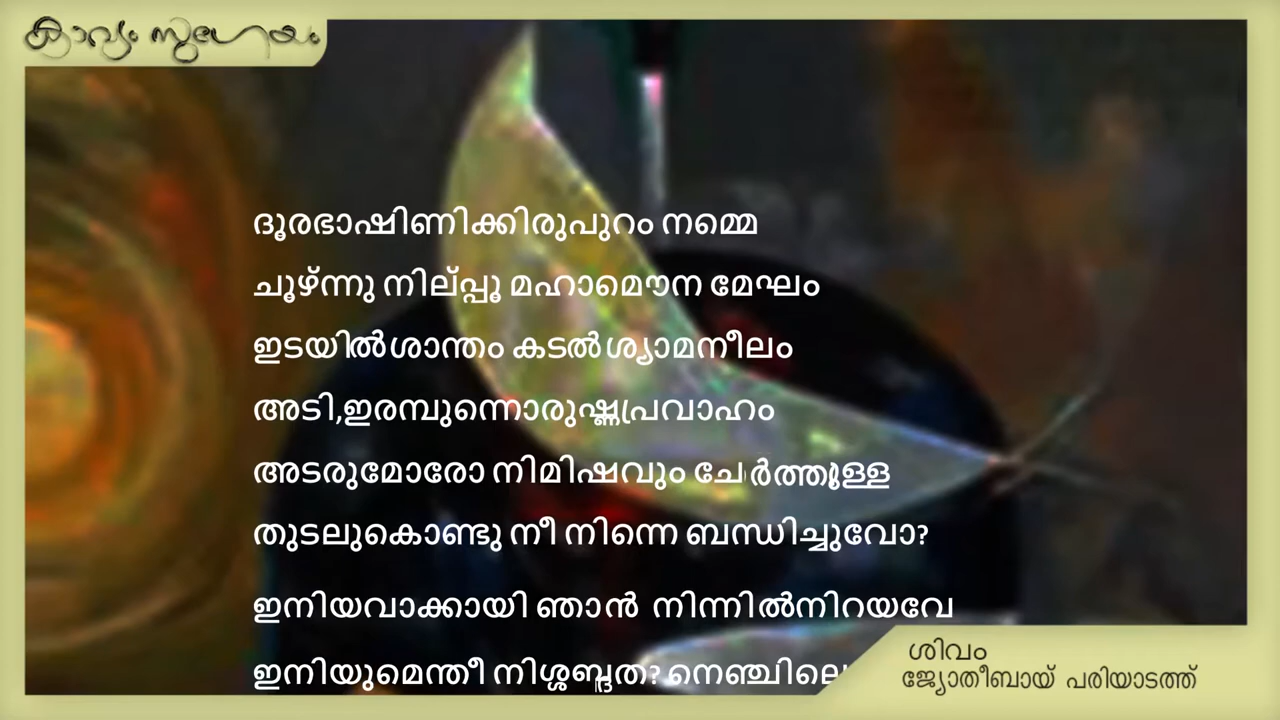 കാവ്യം സുഗേയം
ദൂരഭാഷിണിക്കിരുപുറം നമ്മെ
ചൂഴ്ന്നു നില്പ്പൂ മഹാമൌന മേഘം
ഇടയിൽശാന്തം കടൽശ്യാമനീലം
അടി,ഇരമ്പുന്നൊരുഷ്ണപ്രവാഹം
അടരുമോരോ നിമിഷവും ചേർത്തുള്ള
തുടലുകൊണ്ടു നീ നിന്നെ ബന്ധിച്ചുവോ?
ഇനിയവാക്കായി ഞാൻ നിന്നിൽനിറയവേ
ഇനിയുമെന്തീ നിശ്ശബ്ദത? നെഞ്ചിലെ
ശിവം
ജ്യോതീബായ് പരിയാടത്ത്